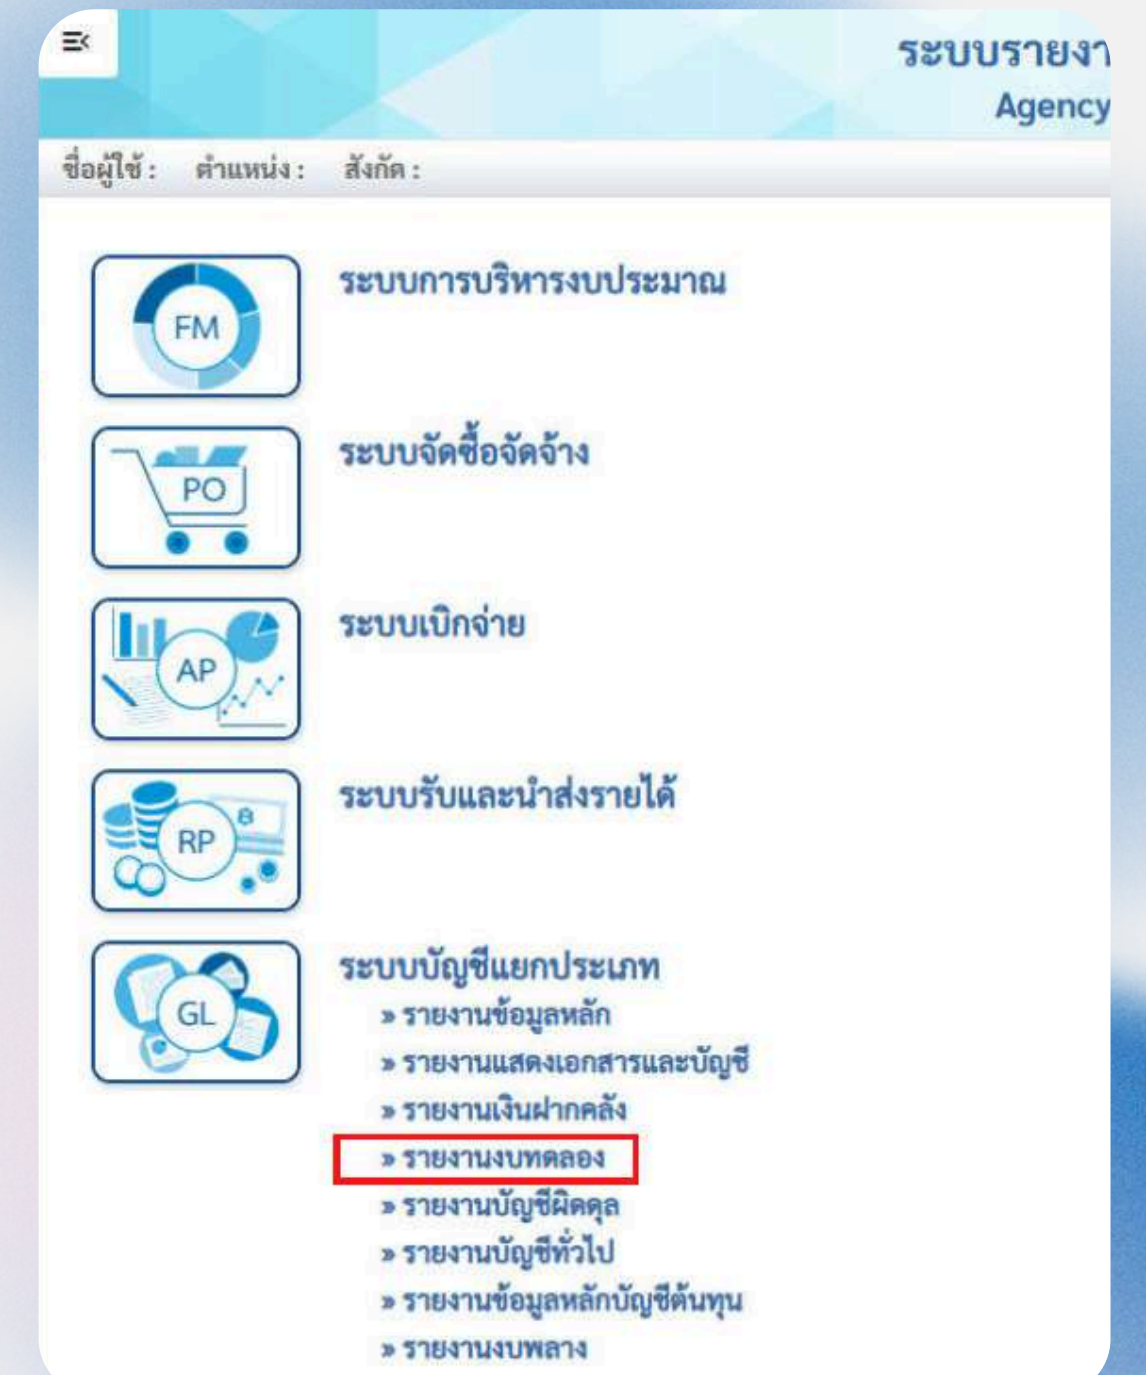 ระบบรายงา
Agency
ชื่อผู้ใช้ : ตำแหน่ง : สังกัด :
FM
ระบบการบริหารงบประมาณ
PO
ระบบจัดซื้อจัดจ้าง
AP
ระบบเบิกจ่าย
RP
ระบบรับและนำส่งรายได้
GL
ระบบบัญชีแยกประเภท
» รายงานข้อมูลหลัก
» รายงานแสดงเอกสารและบัญชี
» รายงานเงินฝากคลัง
» รายงานงบทดลอง
» รายงานบัญชีผิดดุล
» รายงานบัญชีทั่วไป
» รายงานข้อมูลหลักบัญชีต้นทุน
» รายงานงบพลาง